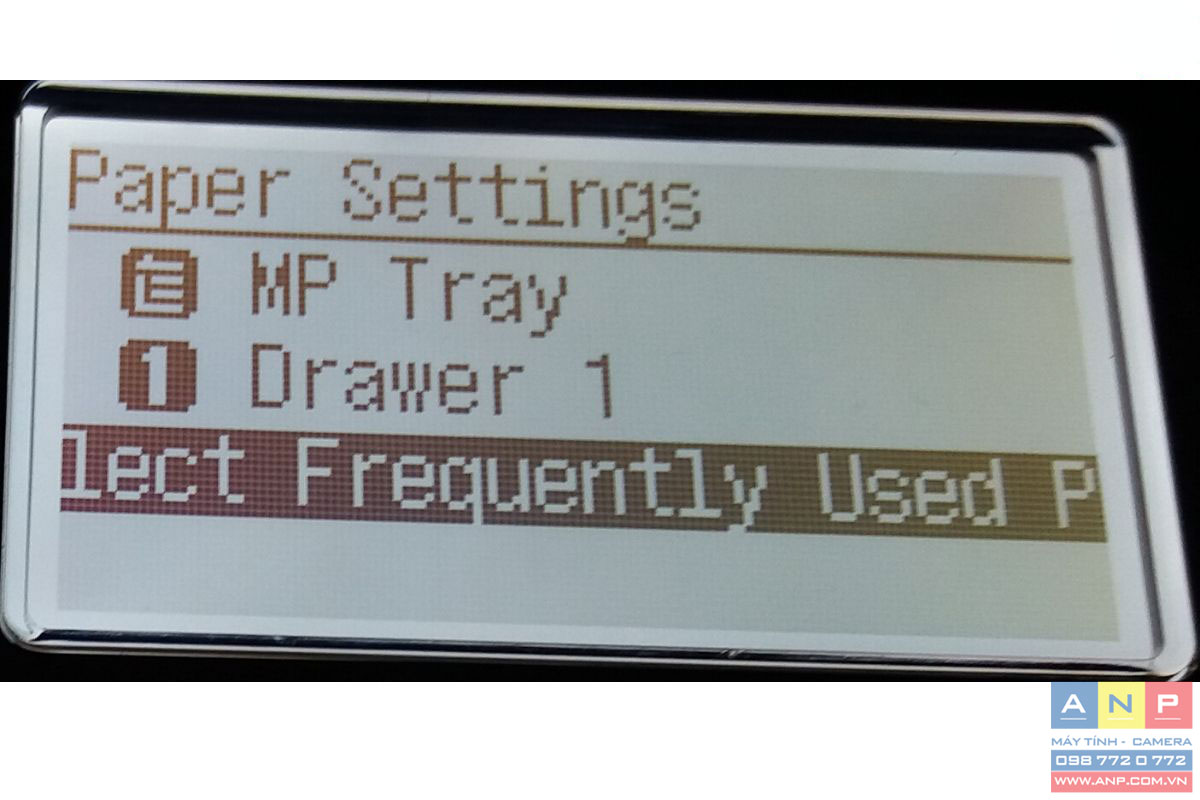 Paper Settings
MP Tray
1 Drawer 1
lect Frequently Used P
A N P
MÁY TÍNH - CAMERA
098 772 0 772
WWW.ANP.COM.VN